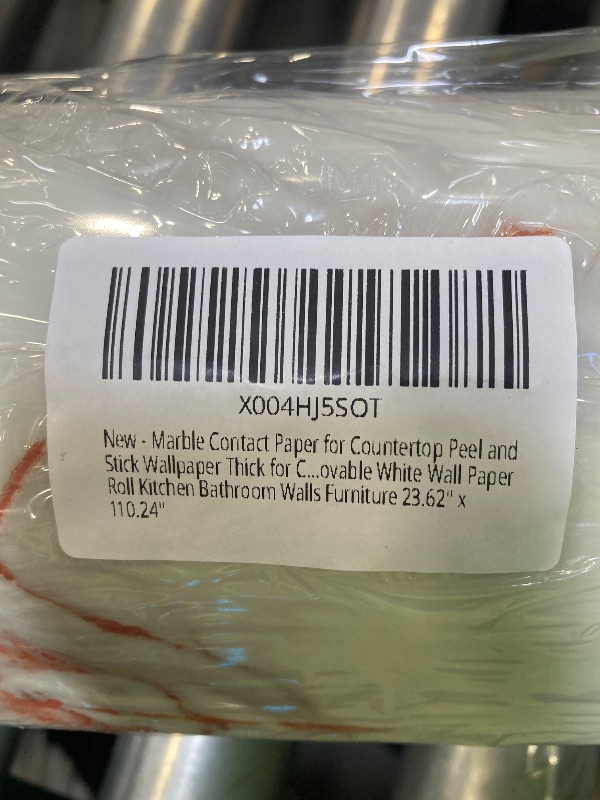 X004HJ5SOT
New - Marble Contact Paper for Countertop Peel and
Stick Wallpaper Thick for C...ovable White Wall Paper
Roll Kitchen Bathroom Walls Furniture 23.62" x
110.24"